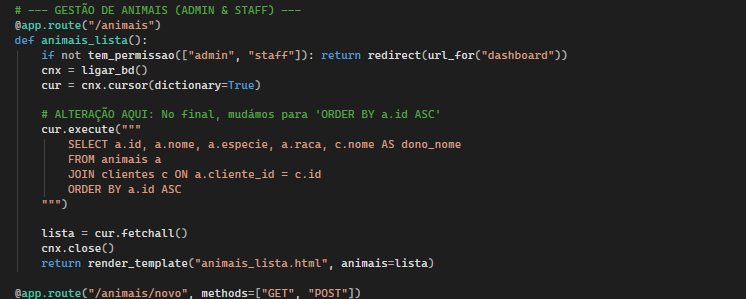 # --- GESTÃO DE ANIMAIS (ADMIN & STAFF) ---
@app.route("/animais")
def animais_lista():
    if not tem_permissao(["admin", "staff"]): return redirect(url_for("dashboard"))
    cnx = ligar_bd()
    cur = cnx.cursor(dictionary=True)

    # ALTERAÇÃO AQUI: No final, mudámos para 'ORDER BY a.id ASC'
    cur.execute("""
        SELECT a.id, a.nome, a.especie, a.raca, c.nome AS dono_nome
        FROM animais a
        JOIN clientes c ON a.cliente_id = c.id
        ORDER BY a.id ASC
    """)

    lista = cur.fetchall()
    cnx.close()
    return render_template("animais_lista.html", animais=lista)

@app.route("/animais/novo", methods=["GET", "POST"])